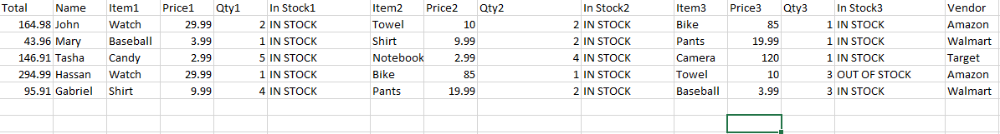 Total Name Item1 Price1 Qty1 In Stock1 Item2 Price2 Qty2 In Stock2 Item3 Price3 Qty3 In Stock3 Vendor
164.98 John Watch 29.99 2 IN STOCK Towel 10 2 IN STOCK Bike 85 1 IN STOCK Amazon
43.96 Mary Baseball 3.99 1 IN STOCK Shirt 9.99 2 IN STOCK Pants 19.99 1 IN STOCK Walmart
146.91 Tasha Candy 2.99 5 IN STOCK Notebook 2.99 4 IN STOCK Camera 120 1 IN STOCK Target
294.99 Hassan Watch 29.99 1 IN STOCK Bike 85 1 IN STOCK Towel 10 3 OUT OF STOCK Amazon
95.91 Gabriel Shirt 9.99 4 IN STOCK Pants 19.99 2 IN STOCK Baseball 3.99 3 IN STOCK Walmart